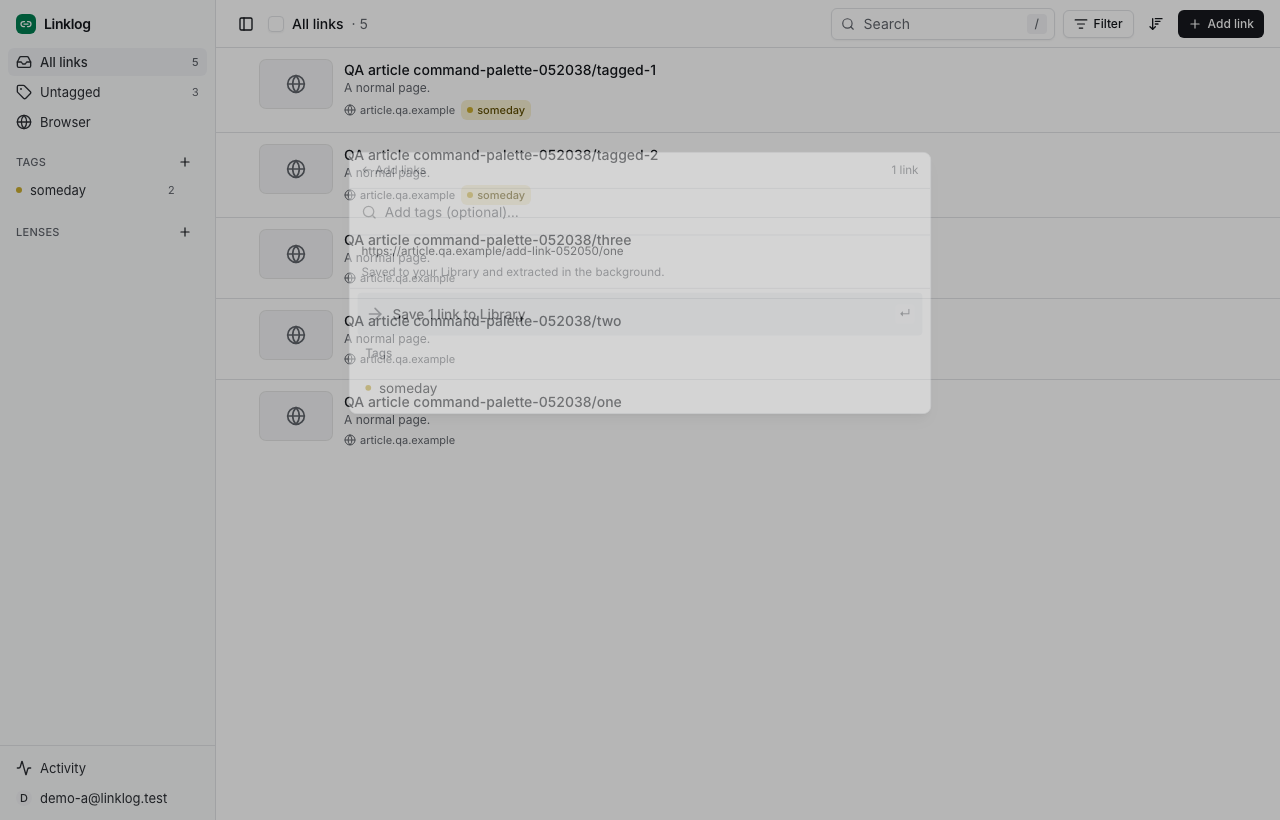 Linklog
All links 5
Untagged 3
Browser
TAGS
someday 2
LENSES
Activity
D demo-a@linklog.test
All links · 5
Search /
Filter
Add link
QA article command-palette-052038/tagged-1
A normal page.
article.qa.example someday
QA article command-palette-052038/tagged-2
A normal page.
article.qa.example someday
QA article command-palette-052038/three
A normal page.
article.qa.example
QA article command-palette-052038/two
A normal page.
article.qa.example
QA article command-palette-052038/one
A normal page.
article.qa.example
Add links 1 link
Add tags (optional)...
https://article.qa.example/add-link-052050/one
Saved to your Library and extracted in the background.
Save 1 link to Library
Tags
someday